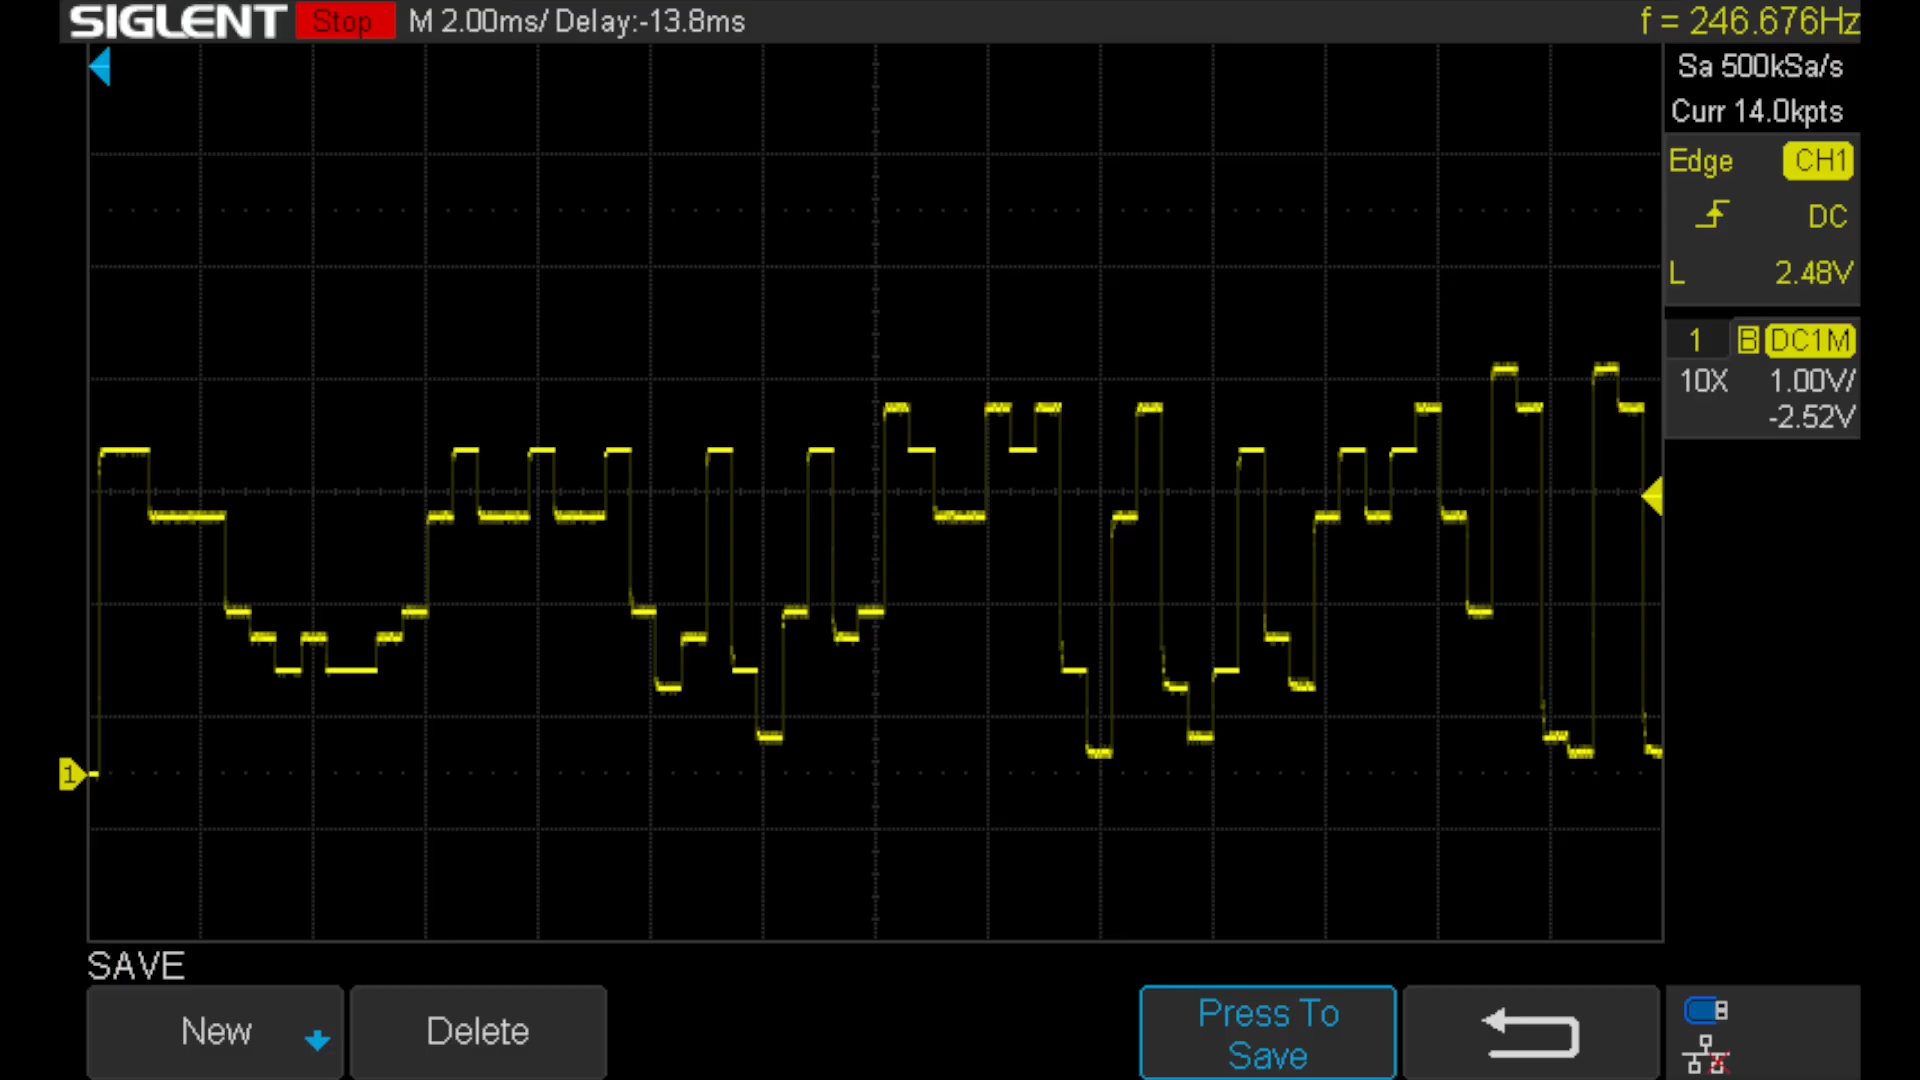 SIGLENT Stop M 2.00ms/ Delay:-13.8ms f = 246.676Hz
Sa 500kSa/s
Curr 14.0kpts
Edge CH1
DC
L 2.48V
1 B DC1M
10X 1.00V/
-2.52V
1
SAVE
New Delete Press To
Save